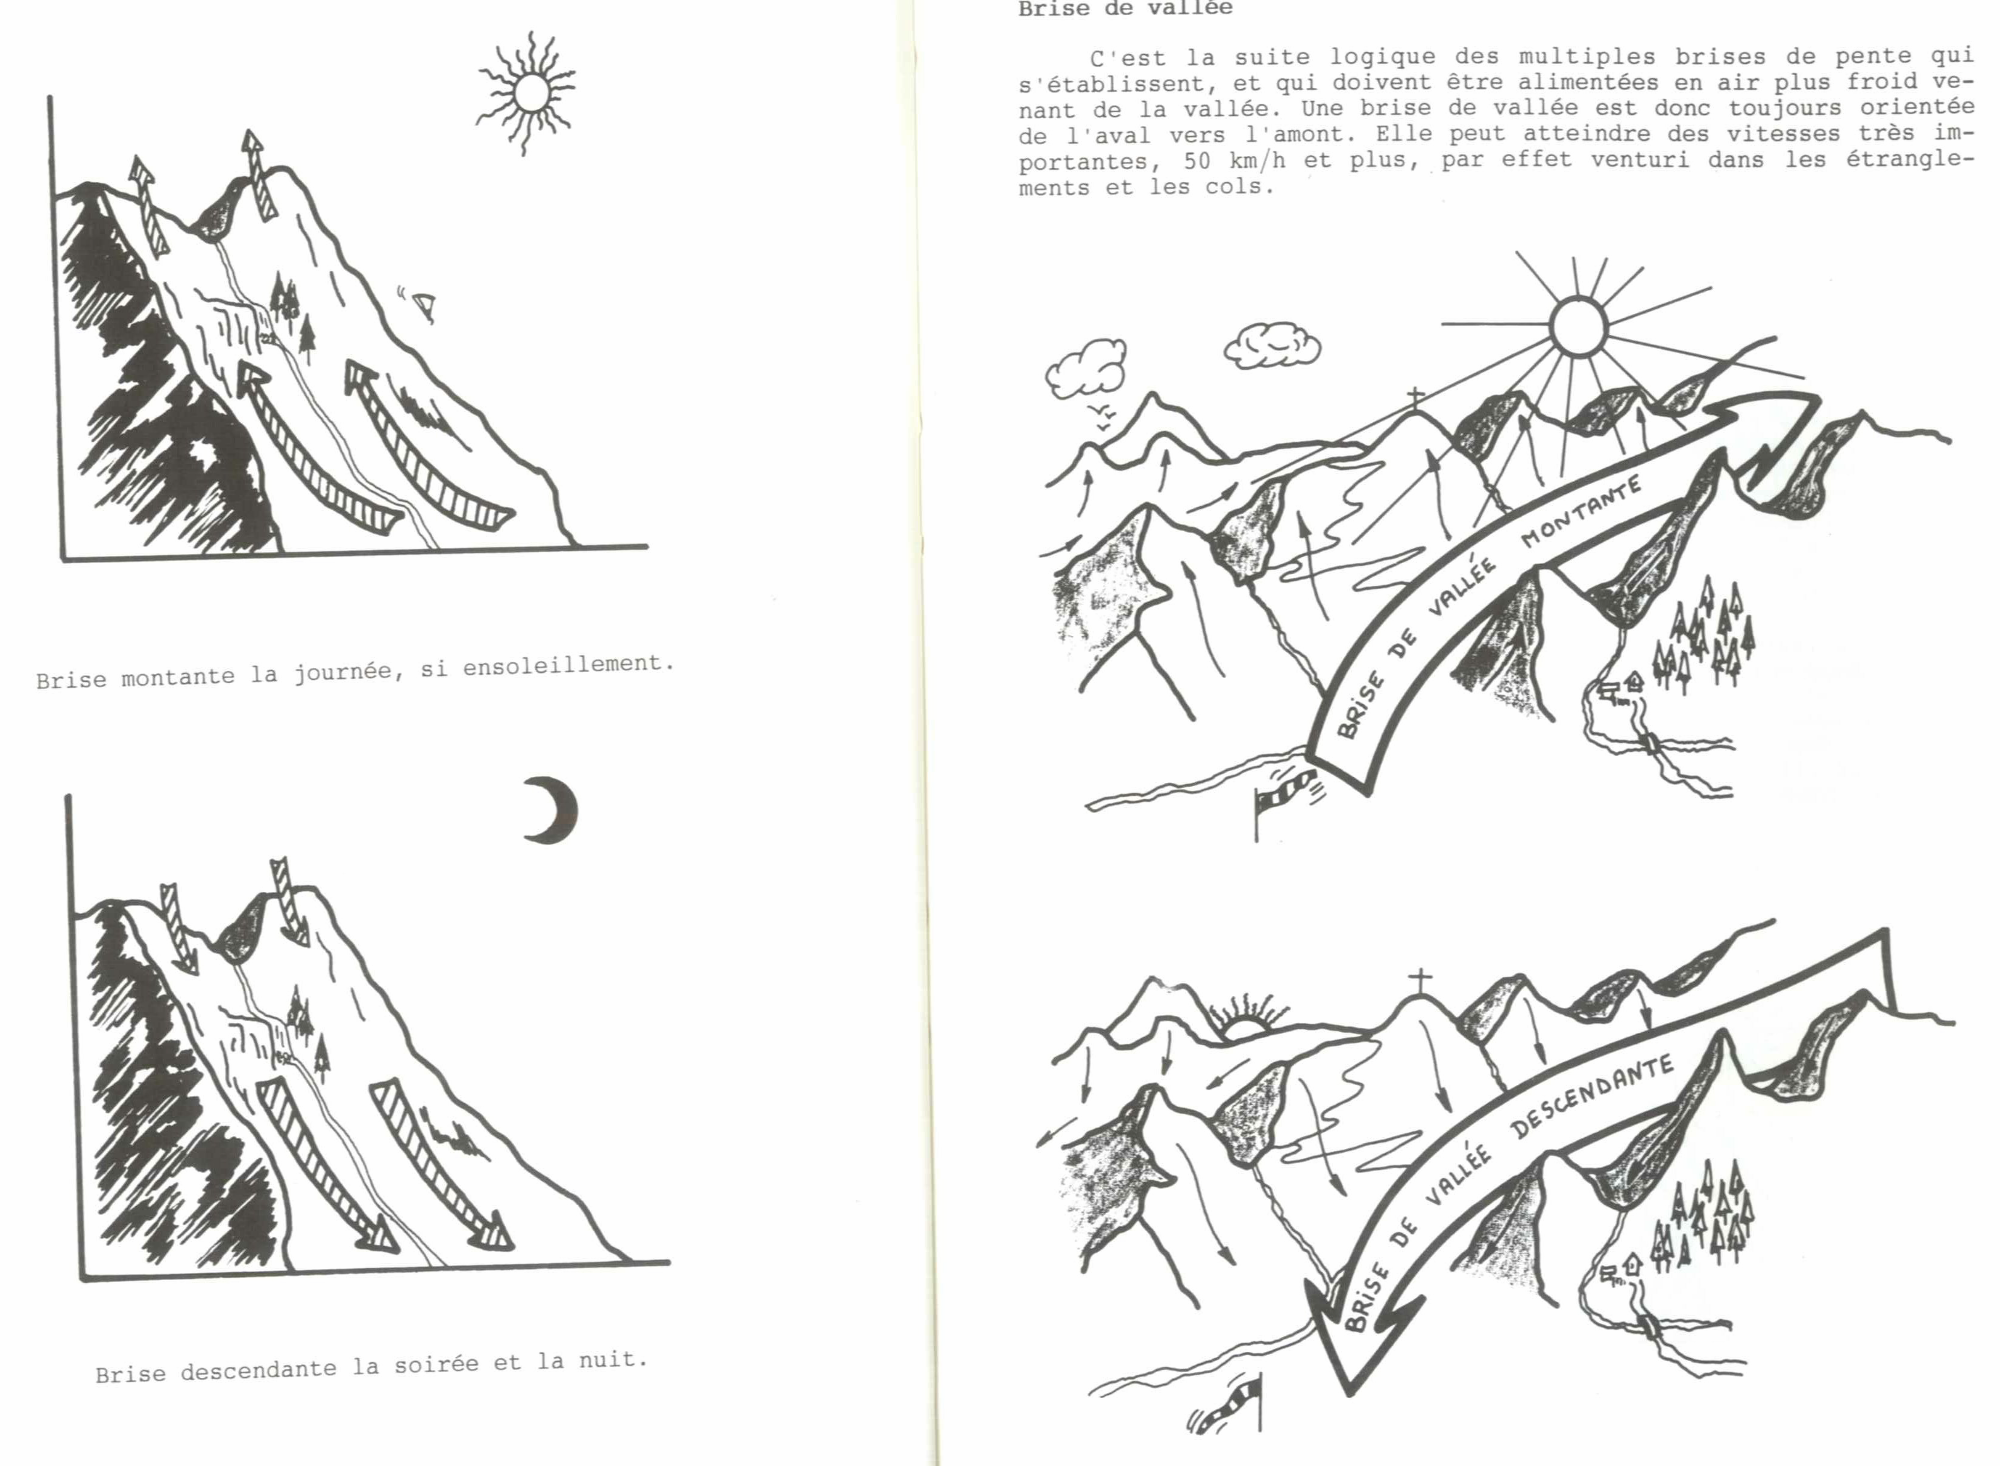 Brise montante la journée, si ensoleillement.
Brise descendante la soirée et la nuit.
Brise de vallée
C'est la suite logique des multiples brises de pente qui
s'établissent, et qui doivent être alimentées en air plus froid ve-
nant de la vallée. Une brise de vallée est donc toujours orientée
de l'aval vers l'amont. Elle peut atteindre des vitesses très im-
portantes, 50 km/h et plus, par effet venturi dans les étrangle-
ments et les cols.
BRISE DE VALLÉE MONTANTE
BRISE DE VALLÉE DESCENDANTE